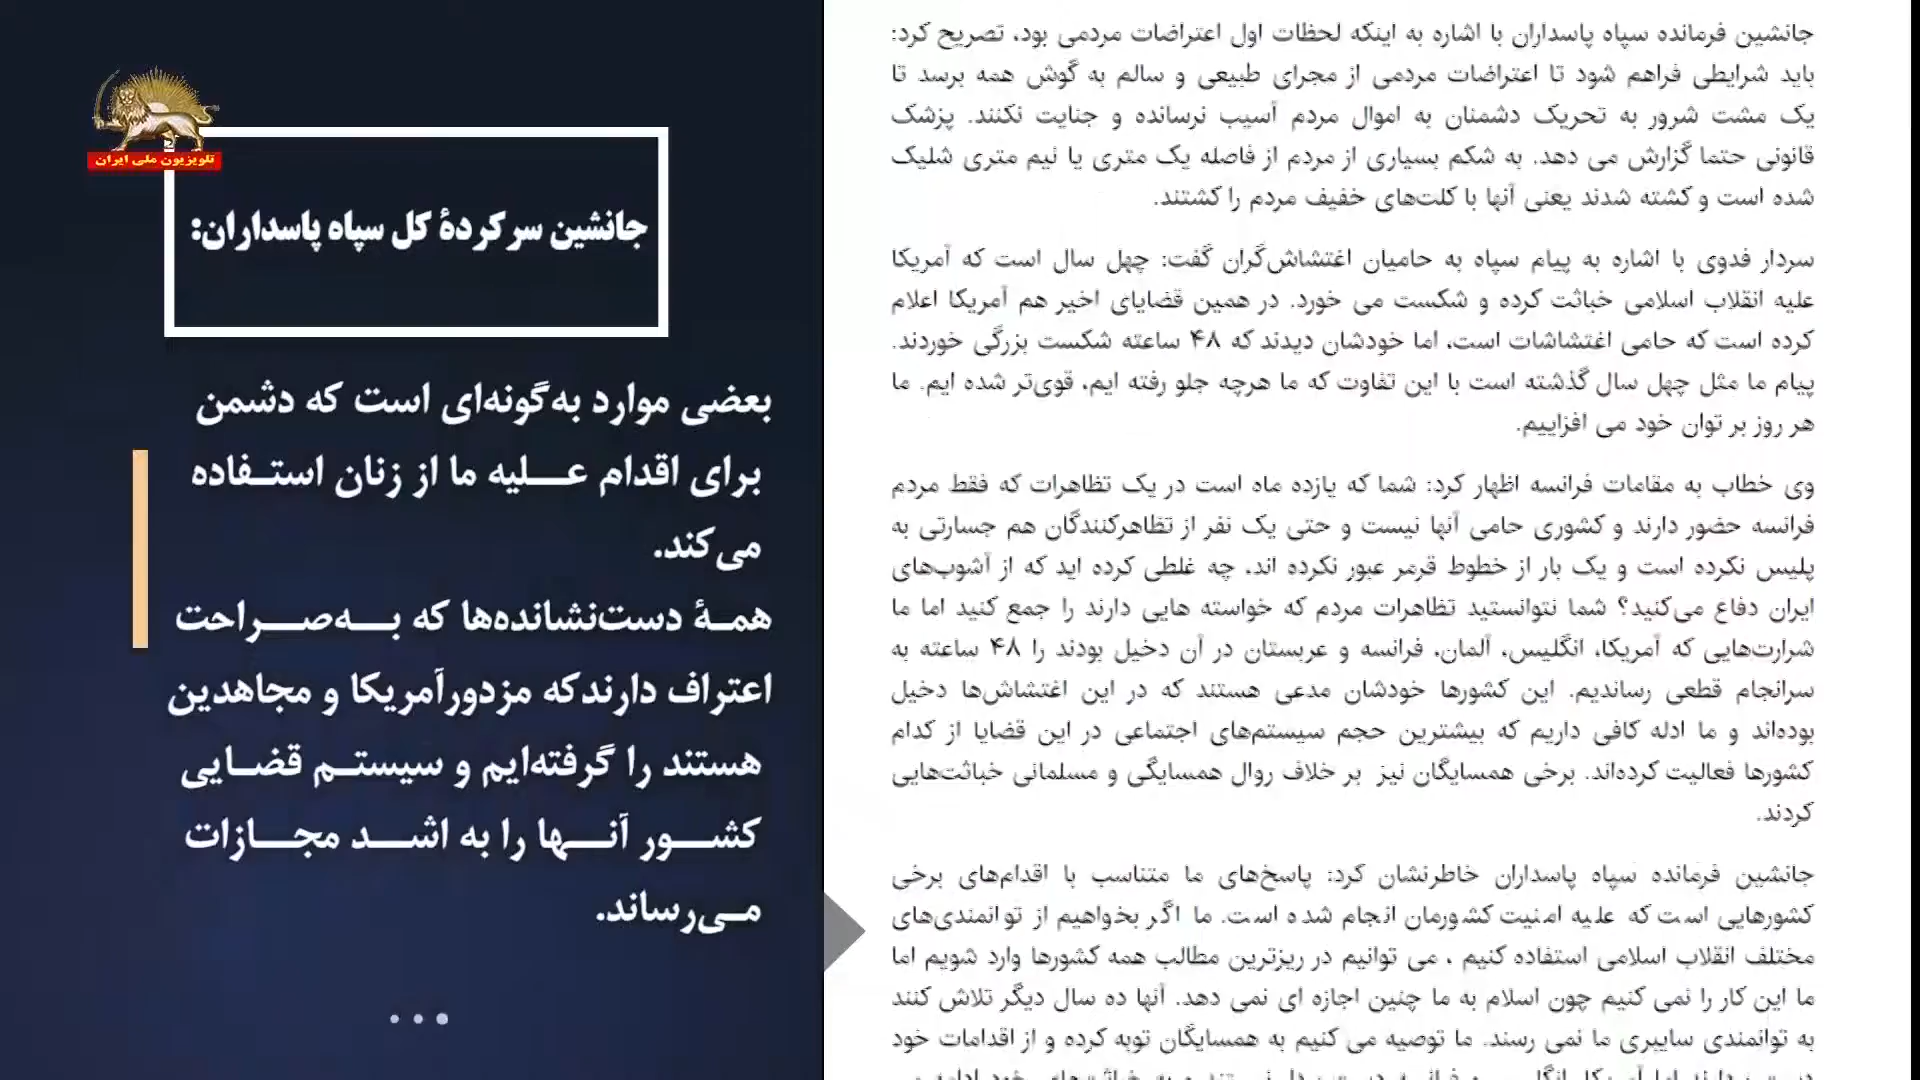 تلویزیون ملی ایران
جانشین سرکردهٔ کل سپاه پاسداران:
بعضی موارد به‌گونه‌ای است که دشمن
برای اقدام علیه ما از زنان استفاده
می‌کند.
همهٔ دست‌نشانده‌ها که به‌صراحت
اعتراف دارندکه مزدورآمریکا و مجاهدین
هستند را گرفته‌ایم و سیستم قضایی
کشور آنها را به اشد مجازات
می‌رساند.
...
جانشین فرمانده سپاه پاسداران با اشاره به اینکه لحظات اول اعتراضات مردمی بود، تصریح کرد:
باید شرایطی فراهم شود تا اعتراضات مردمی از مجرای طبیعی و سالم به گوش همه برسد تا
یک مشت شرور به تحریک دشمنان به اموال مردم آسیب نرسانده و جنایت نکنند. پزشک
قانونی حتما گزارش می دهد. به شکم بسیاری از مردم از فاصله یک متری یا نیم متری شلیک
شده است و کشته شدند یعنی آنها با کلت‌های خفیف مردم را کشتند.
سردار فدوی با اشاره به پیام سپاه به حامیان اغتشاش‌گران گفت: چهل سال است که آمریکا
علیه انقلاب اسلامی خباثت کرده و شکست می خورد. در همین قضایای اخیر هم آمریکا اعلام
کرده است که حامی اغتشاشات است، اما خودشان دیدند که ۴۸ ساعته شکست بزرگی خوردند.
پیام ما مثل چهل سال گذشته است با این تفاوت که ما هرچه جلو رفته ایم، قوی‌تر شده ایم. ما
هر روز بر توان خود می افزاییم.
وی خطاب به مقامات فرانسه اظهار کرد: شما که یازده ماه است در یک تظاهرات که فقط مردم
فرانسه حضور دارند و کشوری حامی آنها نیست و حتی یک نفر از تظاهرکنندگان هم جسارتی به
پلیس نکرده است و یک بار از خطوط قرمر عبور نکرده اند، چه غلطی کرده اید که از آشوب‌های
ایران دفاع می‌کنید؟ شما نتوانستید تظاهرات مردم که خواسته هایی دارند را جمع کنید اما ما
شرارت‌هایی که آمریکا، انگلیس، آلمان، فرانسه و عربستان در آن دخیل بودند را ۴۸ ساعته به
سرانجام قطعی رساندیم. این کشورها خودشان مدعی هستند که در این اغتشاش‌ها دخیل
بوده‌اند و ما ادله کافی داریم که بیشترین حجم سیستم‌های اجتماعی در این قضایا از کدام
کشورها فعالیت کرده‌اند. برخی همسایگان نیز بر خلاف روال همسایگی و مسلمانی خباثت‌هایی
کردند.
جانشین فرمانده سپاه پاسداران خاطرنشان کرد: پاسخ‌های ما متناسب با اقدام‌های برخی
کشورهایی است که علیه امنیت کشورمان انجام شده است. ما اگر بخواهیم از توانمندی‌های
مختلف انقلاب اسلامی استفاده کنیم ، می توانیم در ریزترین مطالب همه کشورها وارد شویم اما
ما این کار را نمی کنیم چون اسلام به ما چنین اجازه ای نمی دهد. آنها ده سال دیگر تلاش کنند
به توانمندی سایبری ما نمی رسند. ما توصیه می کنیم به همسایگان توبه کرده و از اقدامات خود